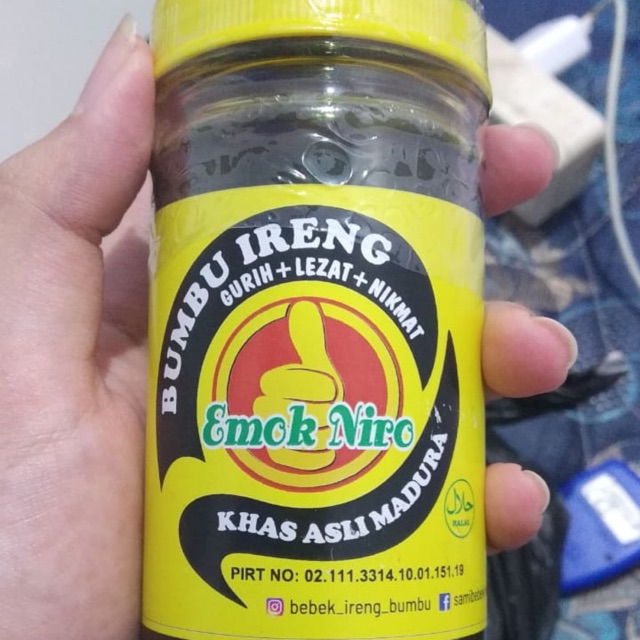 BUMBU IRENG
GURIH+LEZAT+NIKMAT
Emok Niro
KHAS ASLI MADURA
حلال
HALAL
PIRT NO: 02.111.3314.10.01.151.19
bebek_ireng_bumbu